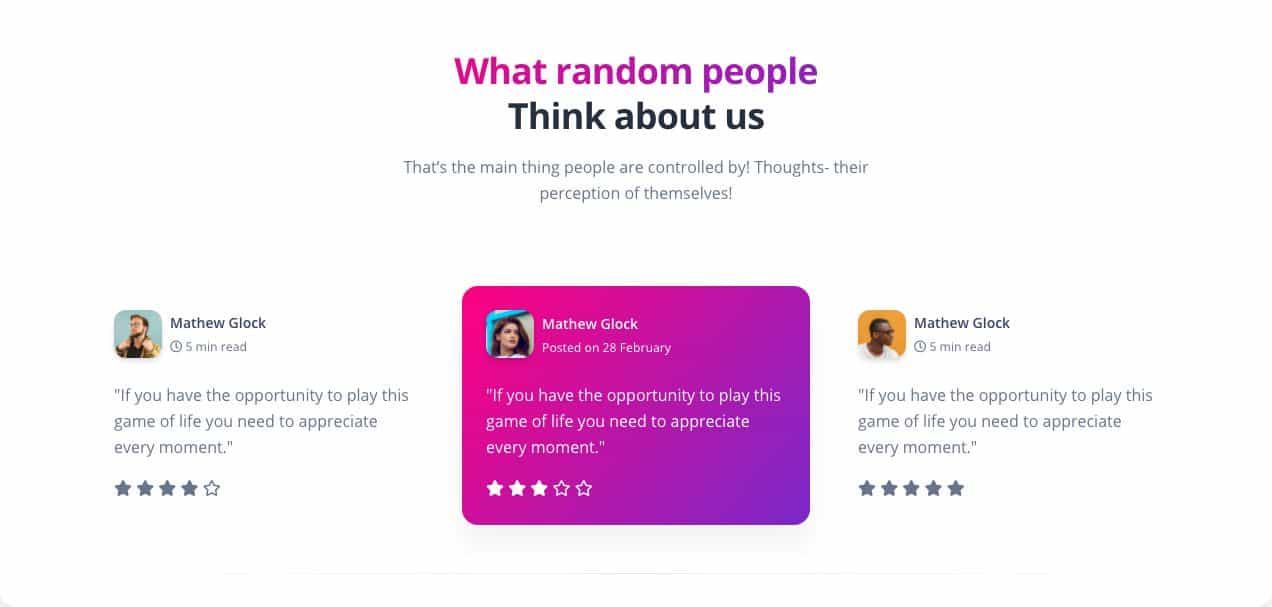 What random people
Think about us
That's the main thing people are controlled by! Thoughts- their
perception of themselves!
Mathew Glock
5 min read
"If you have the opportunity to play this
game of life you need to appreciate
every moment."
Mathew Glock
Posted on 28 February
"If you have the opportunity to play this
game of life you need to appreciate
every moment."
Mathew Glock
5 min read
"If you have the opportunity to play this
game of life you need to appreciate
every moment."